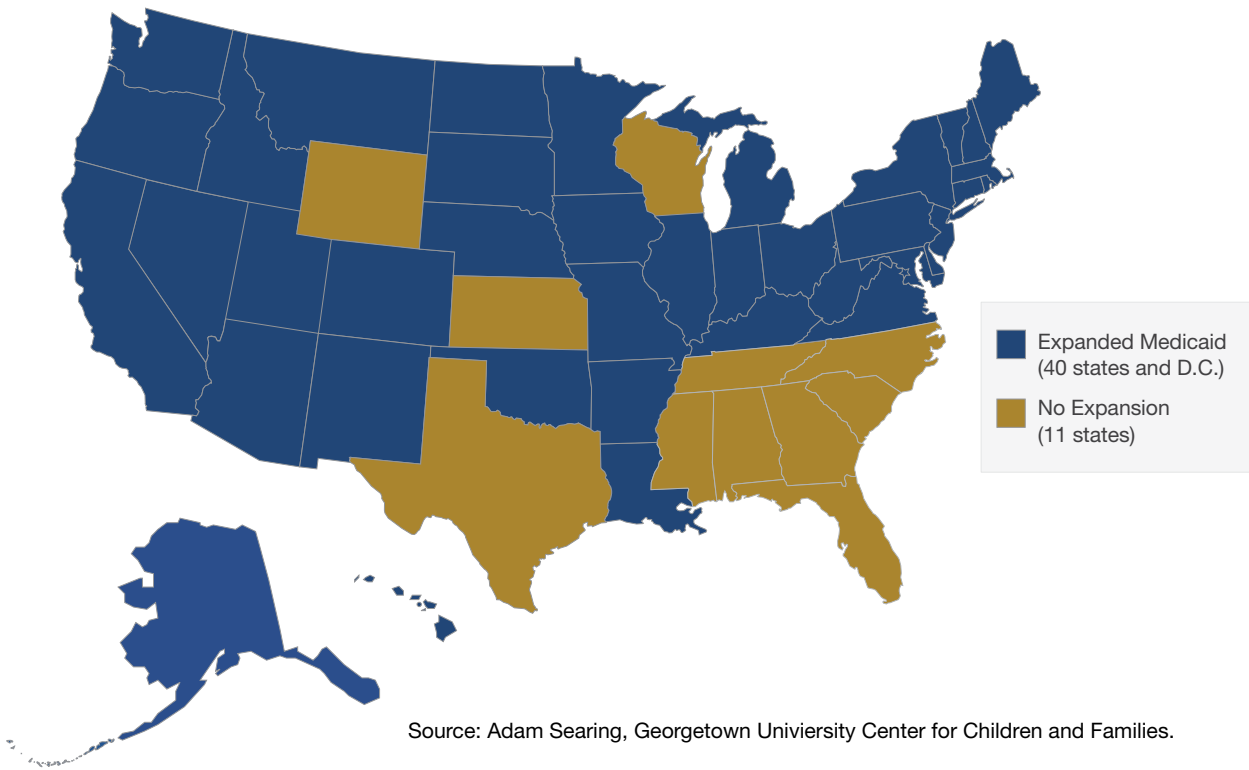 Expanded Medicaid
(40 states and D.C.)
No Expansion
(11 states)
Source: Adam Searing, Georgetown Univiersity Center for Children and Families.